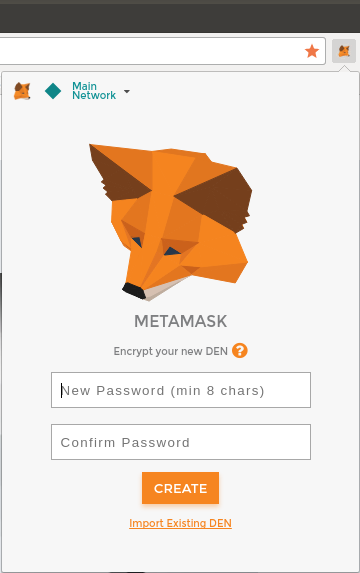 Main
Network
METAMASK
Encrypt your new DEN ?
New Password (min 8 chars)
Confirm Password
CREATE
Import Existing DEN